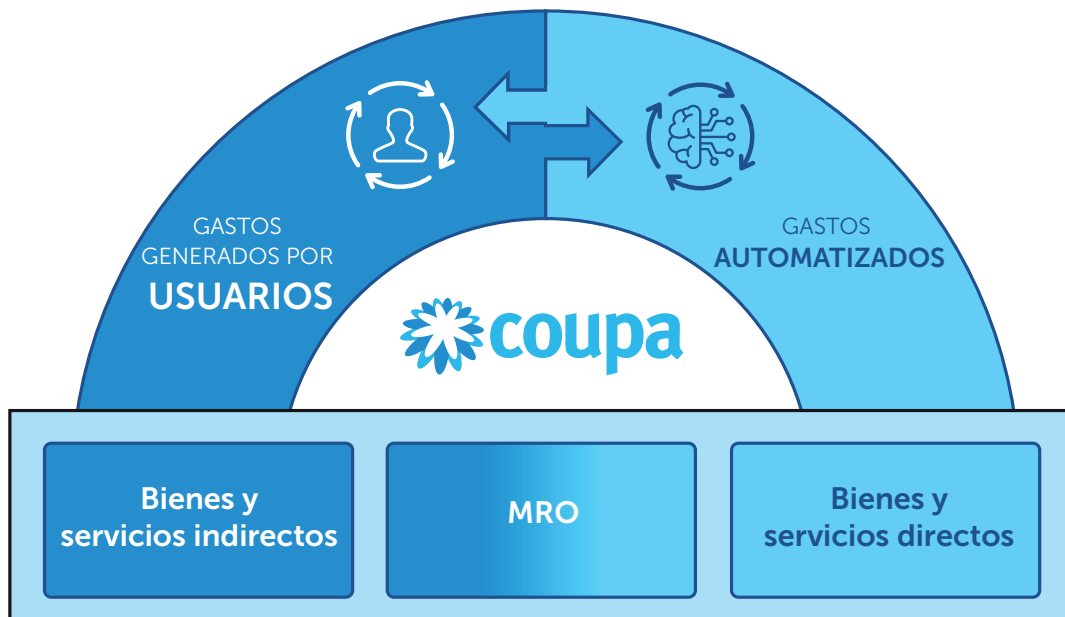 GASTOS
GENERADOS POR
USUARIOS
GASTOS
AUTOMATIZADOS
coupa
Bienes y
servicios indirectos
MRO
Bienes y
servicios directos